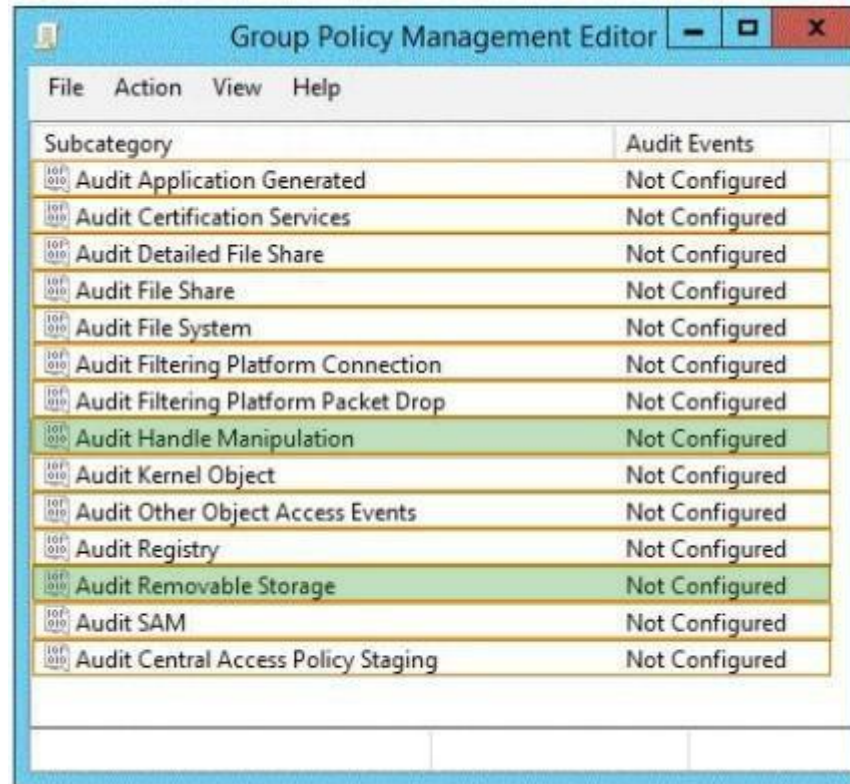 Group Policy Management Editor
File Action View Help
Subcategory Audit Events
Audit Application Generated Not Configured
Audit Certification Services Not Configured
Audit Detailed File Share Not Configured
Audit File Share Not Configured
Audit File System Not Configured
Audit Filtering Platform Connection Not Configured
Audit Filtering Platform Packet Drop Not Configured
Audit Handle Manipulation Not Configured
Audit Kernel Object Not Configured
Audit Other Object Access Events Not Configured
Audit Registry Not Configured
Audit Removable Storage Not Configured
Audit SAM Not Configured
Audit Central Access Policy Staging Not Configured